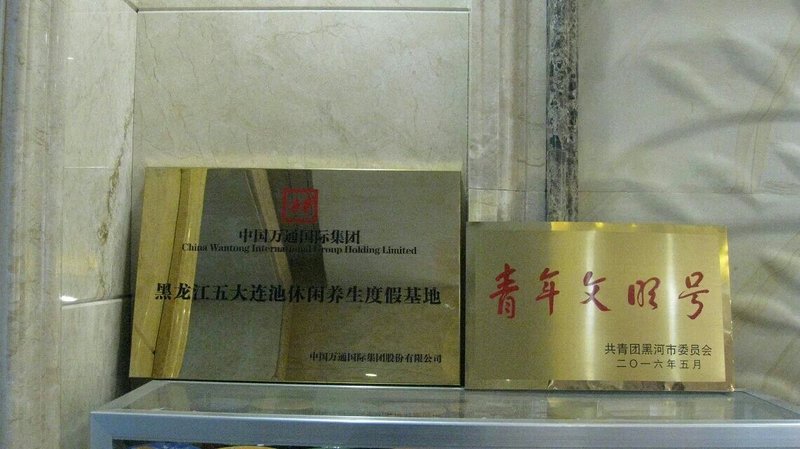 中国万通国际集团
China Wantong International Group Holding Limited
黑龙江五大连池休闲养生度假基地
中国万通国际集团股份有限公司
青年文明号
共青团黑河市委员会
二〇一六年五月